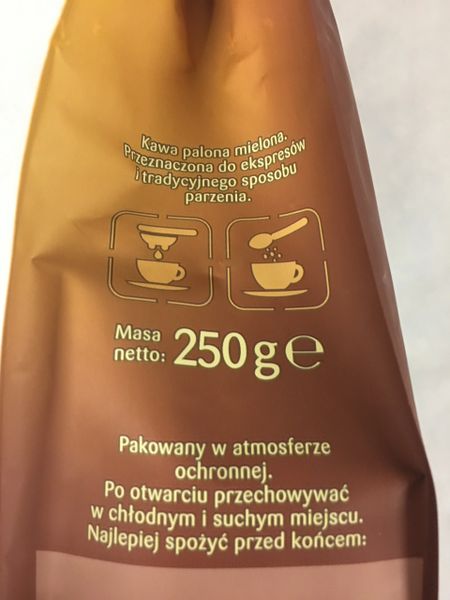 Kawa palona mielona.
Przeznaczona do ekspresów
i tradycyjnego sposobu
parzenia.
Masa
netto: 250 g e
Pakowany w atmosferze
ochronnej.
Po otwarciu przechowywać
w chłodnym i suchym miejscu.
Najlepiej spożyć przed końcem: